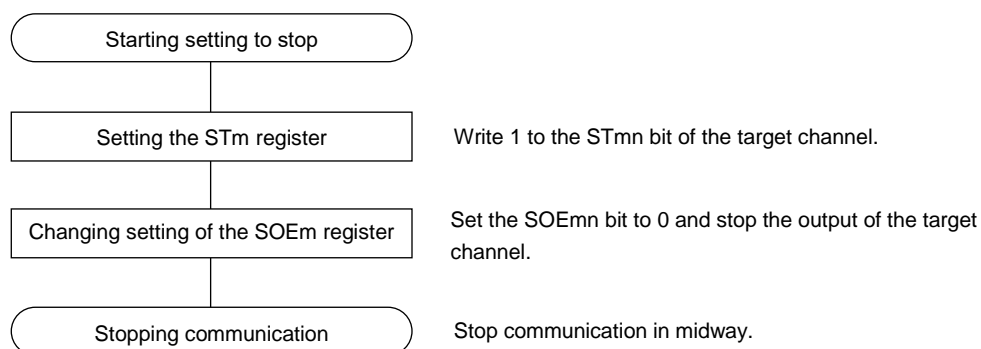 Starting setting to stop
Setting the STm register
Write 1 to the STmn bit of the target channel.
Changing setting of the SOEm register
Set the SOEmn bit to 0 and stop the output of the target
channel.
Stopping communication
Stop communication in midway.